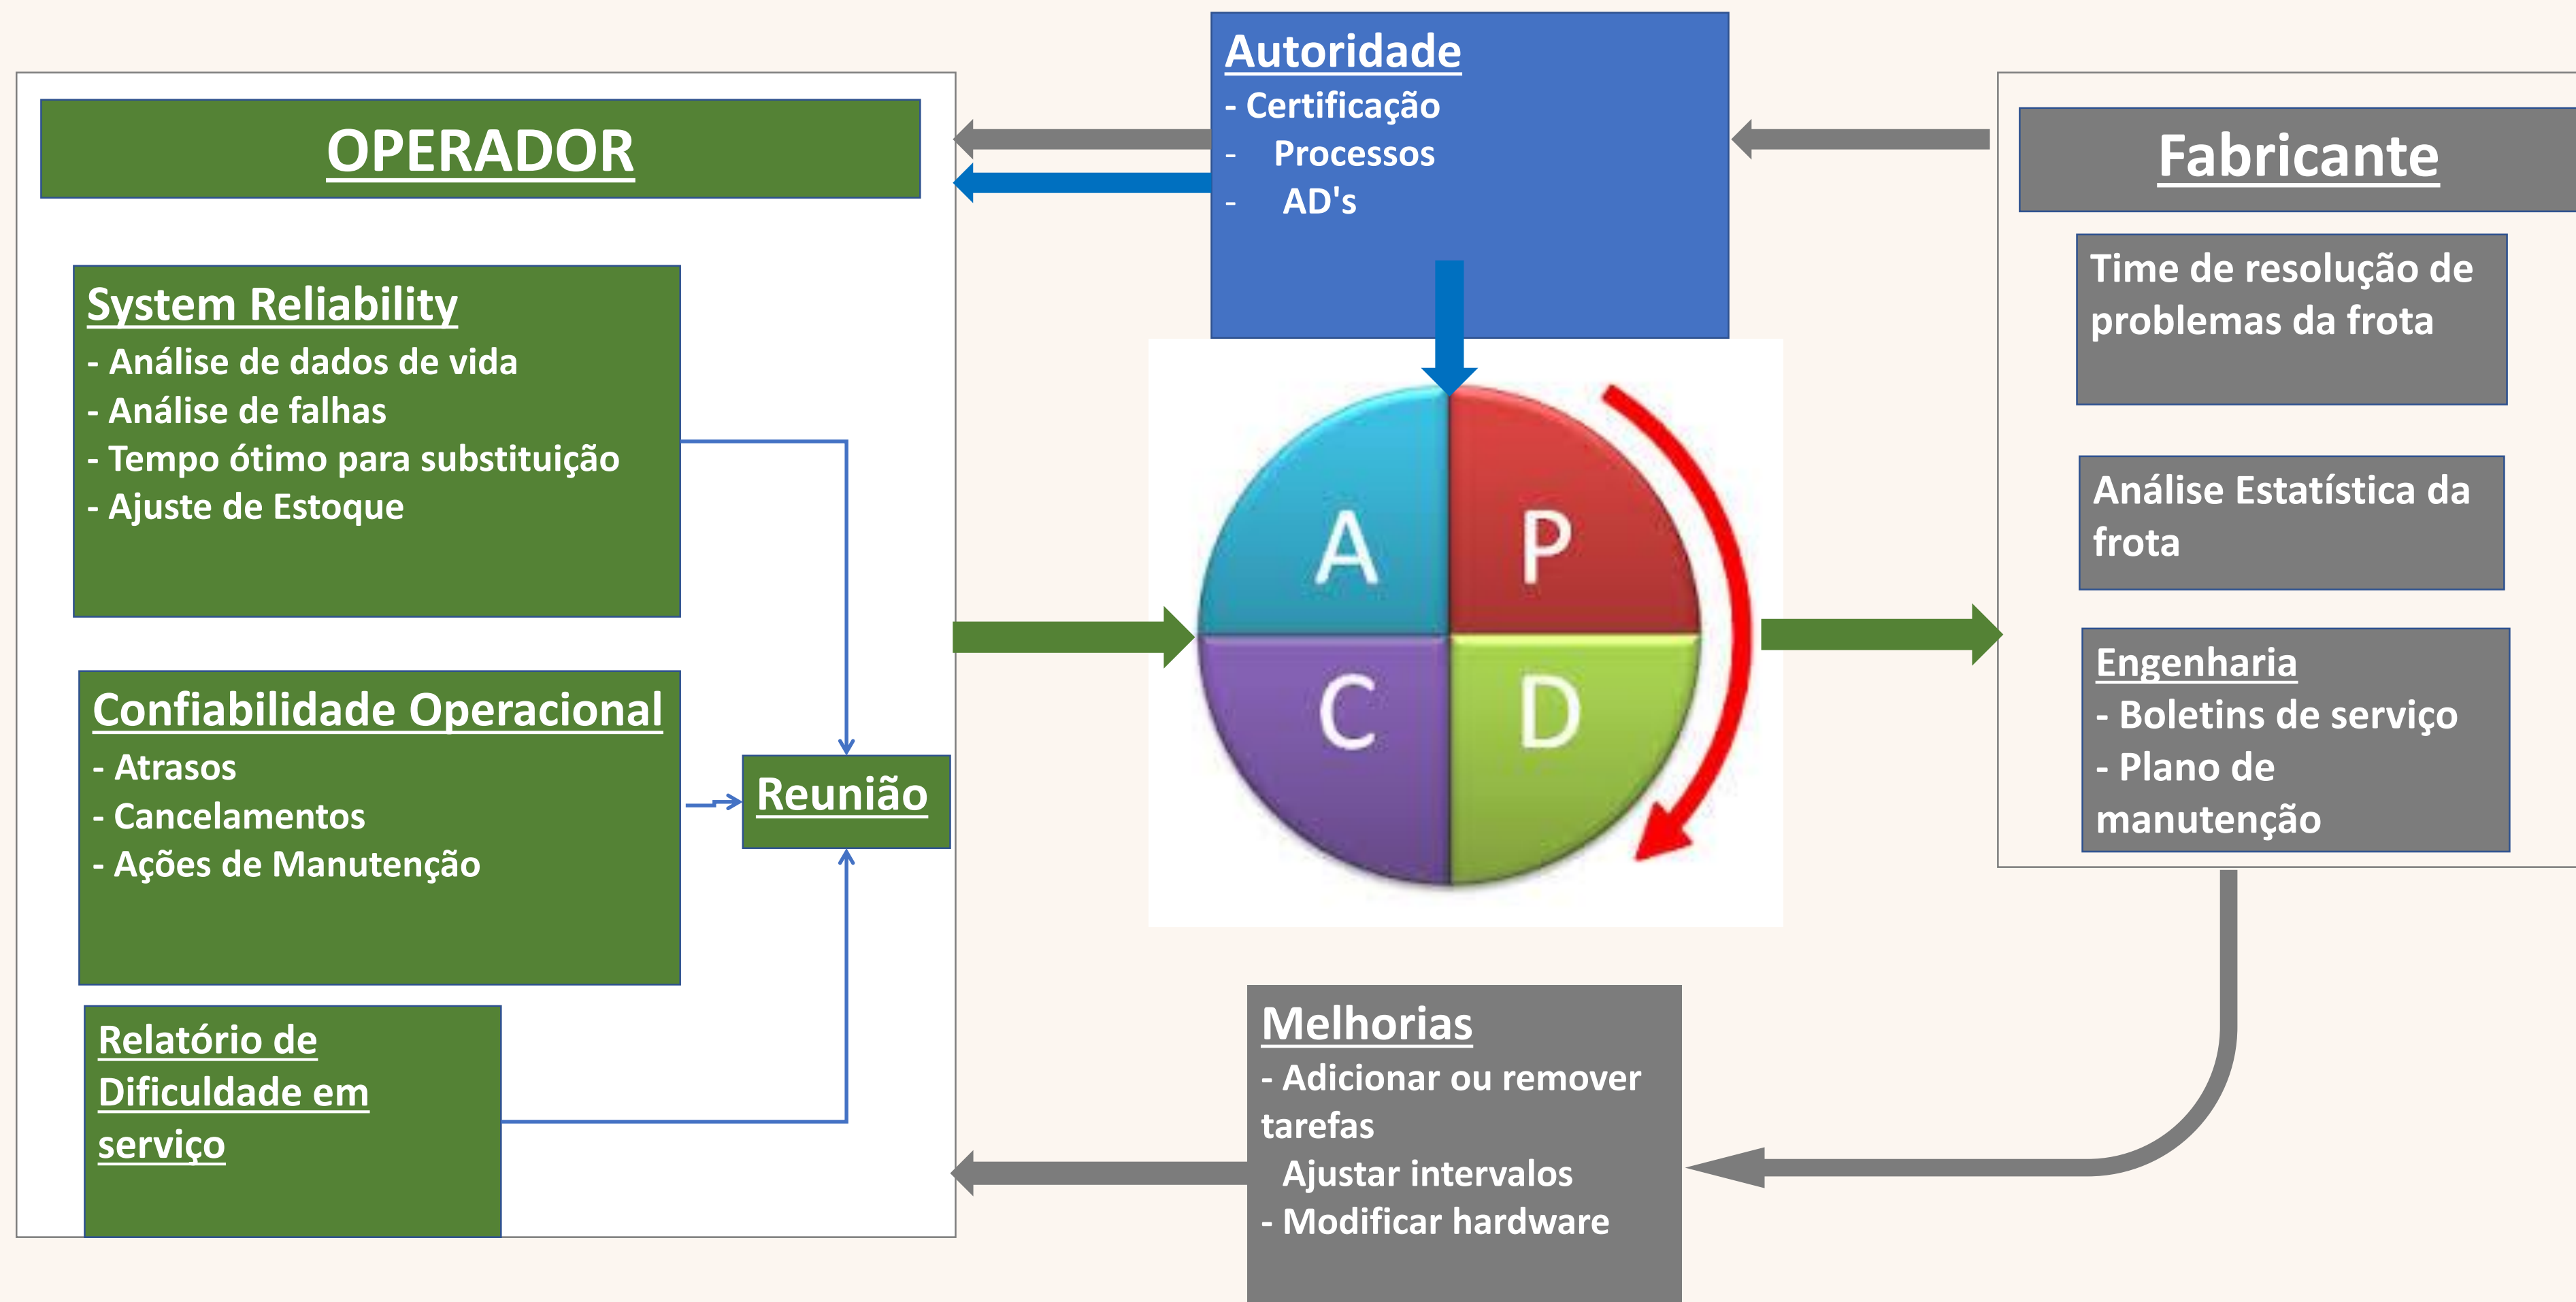 OPERADOR
System Reliability
- Análise de dados de vida
- Análise de falhas
- Tempo ótimo para substituição
- Ajuste de Estoque
Confiabilidade Operacional
- Atrasos
- Cancelamentos
- Ações de Manutenção
Relatório de
Dificuldade em
serviço
Reunião
Autoridade
- Certificação
- Processos
- AD's
A
P
C
D
Melhorias
- Adicionar ou remover
tarefas
Ajustar intervalos
- Modificar hardware
Fabricante
Time de resolução de
problemas da frota
Análise Estatística da
frota
Engenharia
- Boletins de serviço
- Plano de
manutenção